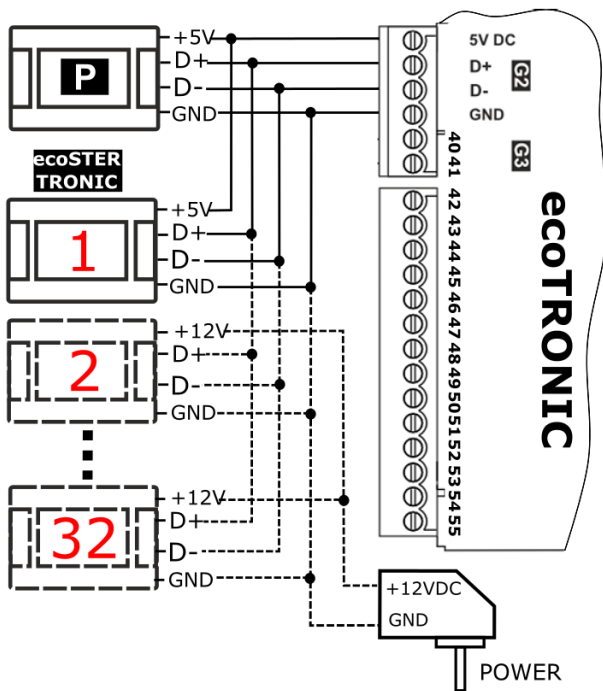 P
+5V
D+
D-
GND
ecoSTER
TRONIC
1
+5V
D+
D-
GND
2
+12V
D+
D-
GND
32
+12V
D+
D-
GND
5V DC
D+
D-
GND
G2
G3
40
41
42
43
44
45
46
47
48
49
50
51
52
53
54
55
ecoTRONIC
+12VDC
GND
POWER